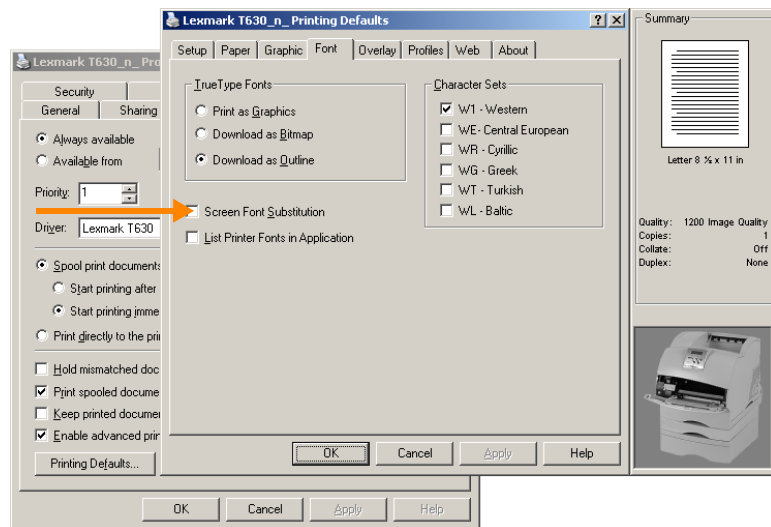 Lexmark T630_n_ Printing Defaults
Setup
Paper
Graphic
Font
Overlay
Profiles
Web
About
TrueType Fonts
Print as Graphics
Download as Bitmap
Download as Outline
Screen Font Substitution
List Printer Fonts in Application
Character Sets
W1 - Western
WE - Central European
WR - Cyrillic
WG - Greek
WT - Turkish
WL - Baltic
OK
Cancel
Apply
Help
Summary
Letter 8 ½ x 11 in
Quality: 1200 Image Quality
Copies: 1
Collate: Off
Duplex: None
Lexmark T630_n_ Pro
Security
General
Sharing
Always available
Available from
Priority: 1
Driver: Lexmark T630
Spool print documents
Start printing after
Start printing imme
Print directly to the prin
Hold mismatched doc
Print spooled docume
Keep printed documen
Enable advanced prin
Printing Defaults...
OK
Cancel
Apply
Help